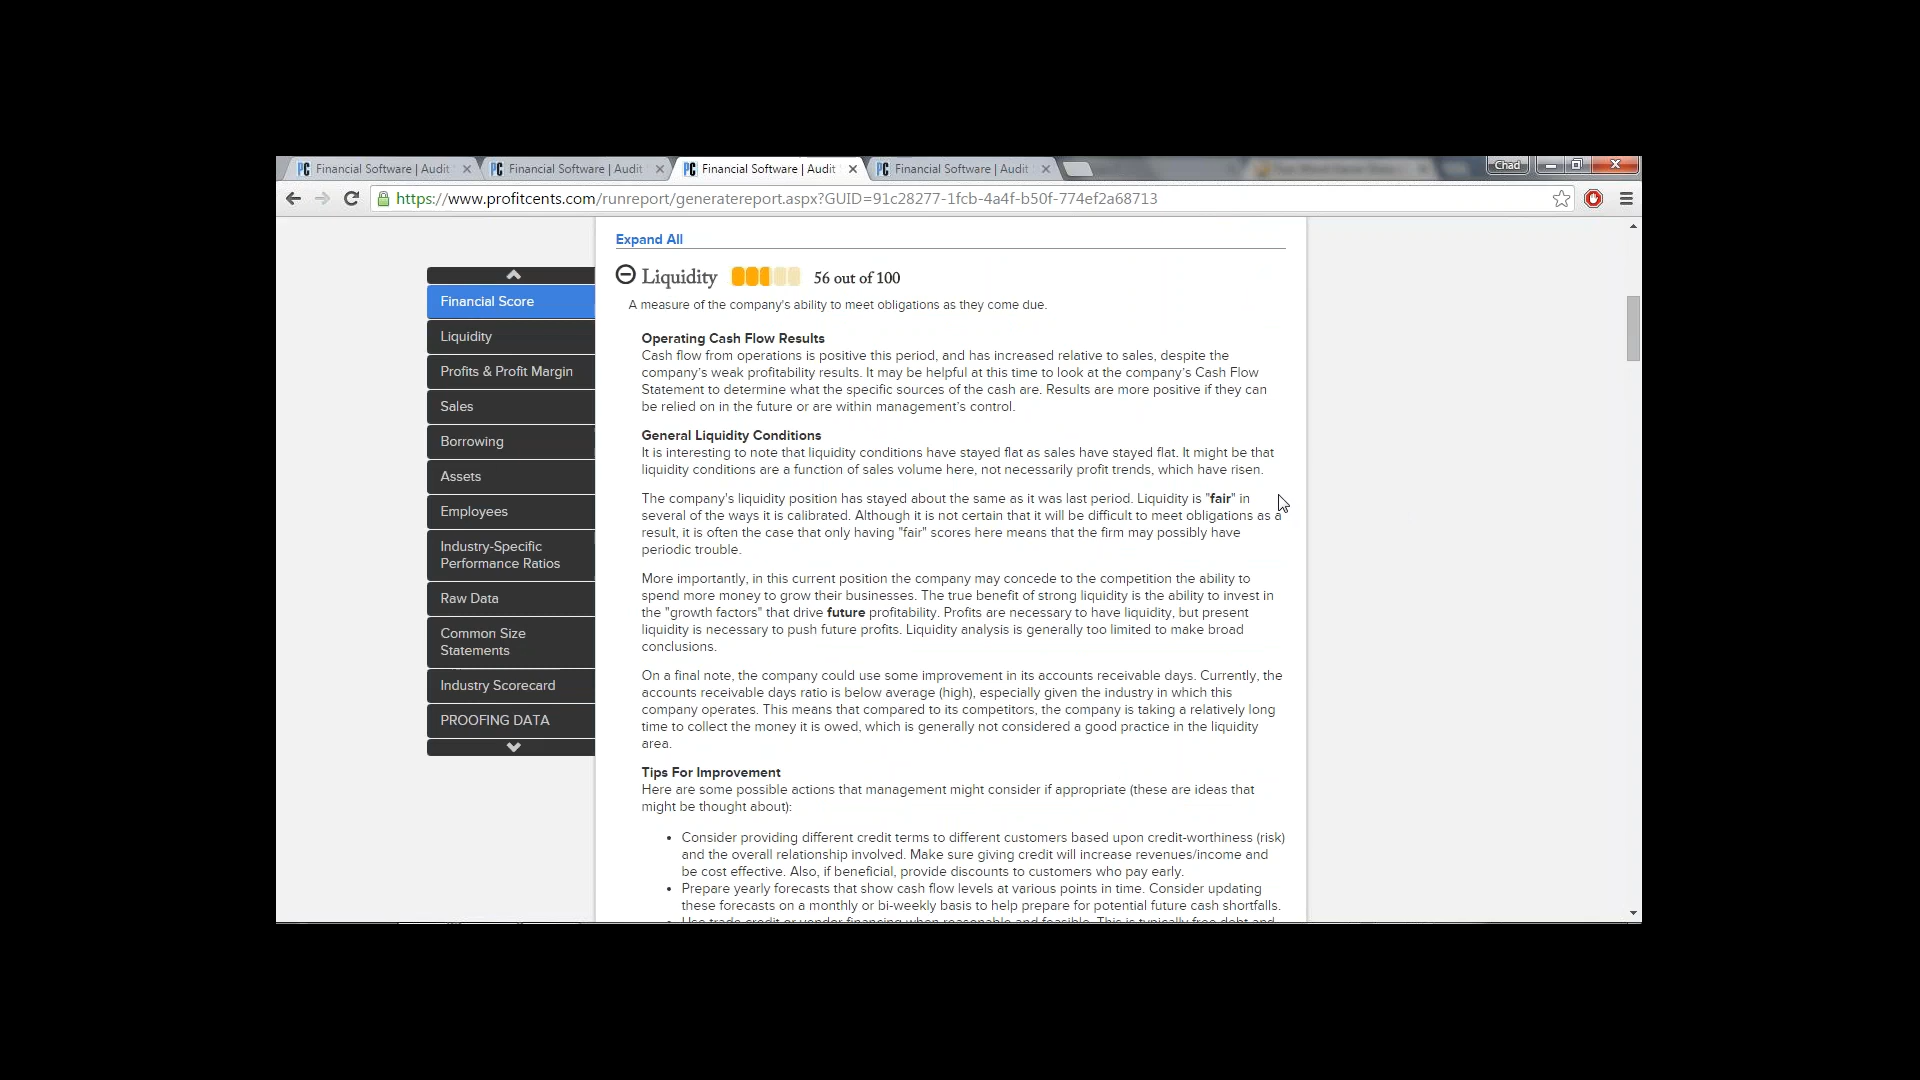 Financial Software | Audit
Financial Software | Audit
Financial Software | Audit
Financial Software | Audit
Chad
https://www.profitcents.com/runreport/generatereport.aspx?GUID=91c28277-1fcb-4a4f-b50f-774ef2a68713
Financial Score
Liquidity
Profits & Profit Margin
Sales
Borrowing
Assets
Employees
Industry-Specific
Performance Ratios
Raw Data
Common Size
Statements
Industry Scorecard
PROOFING DATA
Expand All
Liquidity 56 out of 100
A measure of the company's ability to meet obligations as they come due.
Operating Cash Flow Results
Cash flow from operations is positive this period, and has increased relative to sales, despite the
company's weak profitability results. It may be helpful at this time to look at the company's Cash Flow
Statement to determine what the specific sources of the cash are. Results are more positive if they can
be relied on in the future or are within management's control.
General Liquidity Conditions
It is interesting to note that liquidity conditions have stayed flat as sales have stayed flat. It might be that
liquidity conditions are a function of sales volume here, not necessarily profit trends, which have risen.
The company's liquidity position has stayed about the same as it was last period. Liquidity is "fair" in
several of the ways it is calibrated. Although it is not certain that it will be difficult to meet obligations as a
result, it is often the case that only having "fair" scores here means that the firm may possibly have
periodic trouble.
More importantly, in this current position the company may concede to the competition the ability to
spend more money to grow their businesses. The true benefit of strong liquidity is the ability to invest in
the "growth factors" that drive future profitability. Profits are necessary to have liquidity, but present
liquidity is necessary to push future profits. Liquidity analysis is generally too limited to make broad
conclusions.
On a final note, the company could use some improvement in its accounts receivable days. Currently, the
accounts receivable days ratio is below average (high), especially given the industry in which this
company operates. This means that compared to its competitors, the company is taking a relatively long
time to collect the money it is owed, which is generally not considered a good practice in the liquidity
area.
Tips For Improvement
Here are some possible actions that management might consider if appropriate (these are ideas that
might be thought about):
• Consider providing different credit terms to different customers based upon credit-worthiness (risk)
and the overall relationship involved. Make sure giving credit will increase revenues/income and
be cost effective. Also, if beneficial, provide discounts to customers who pay early.
• Prepare yearly forecasts that show cash flow levels at various points in time. Consider updating
these forecasts on a monthly or bi-weekly basis to help prepare for potential future cash shortfalls.
• Use trade credit or vendor financing when reasonable and feasible. This is typically free debt and